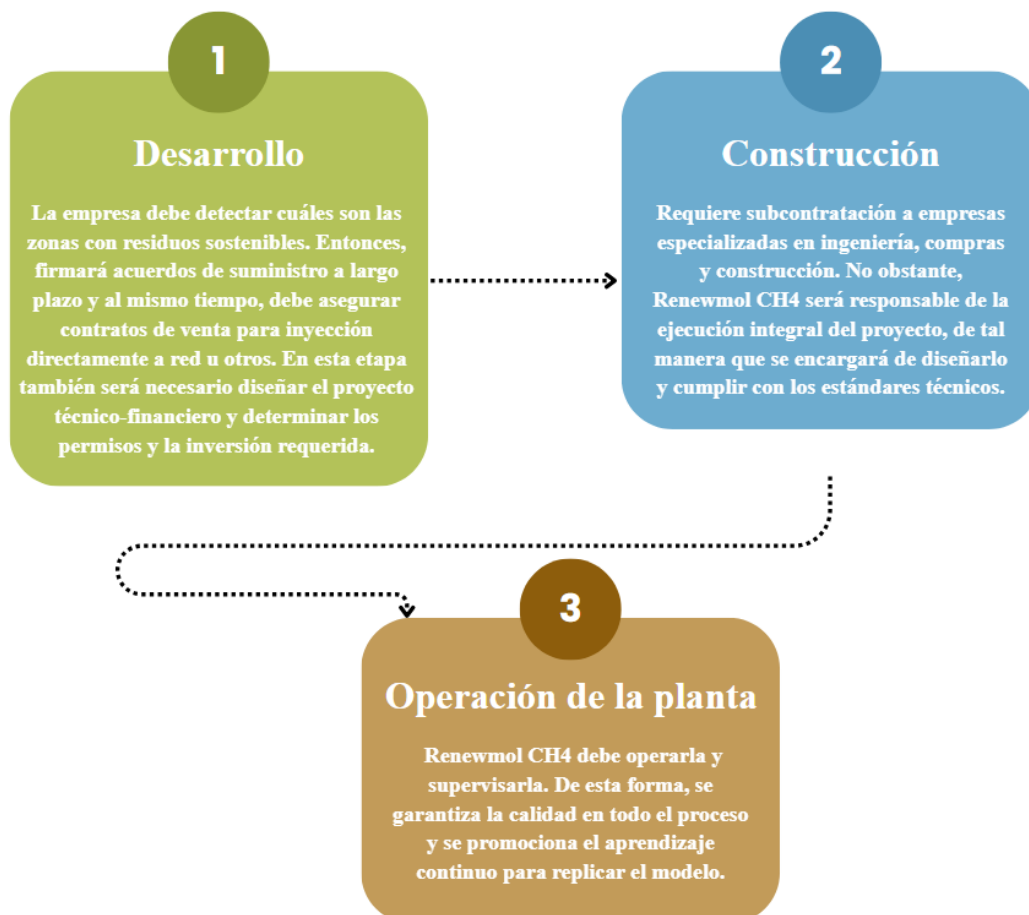 1
Desarrollo
La empresa debe detectar cuáles son las
zonas con residuos sostenibles. Entonces,
firmará acuerdos de suministro a largo
plazo y al mismo tiempo, debe asegurar
contratos de venta para inyección
directamente a red u otros. En esta etapa
también será necesario diseñar el proyecto
técnico-financiero y determinar los
permisos y la inversión requerida.
2
Construcción
Requiere subcontratación a empresas
especializadas en ingeniería, compras
y construcción. No obstante,
Renewmol CH4 será responsable de la
ejecución integral del proyecto, de tal
manera que se encargará de diseñarlo
y cumplir con los estándares técnicos.
3
Operación de la planta
Renewmol CH4 debe operarla y
supervisarla. De esta forma, se
garantiza la calidad en todo el proceso
y se promociona el aprendizaje
continuo para replicar el modelo.